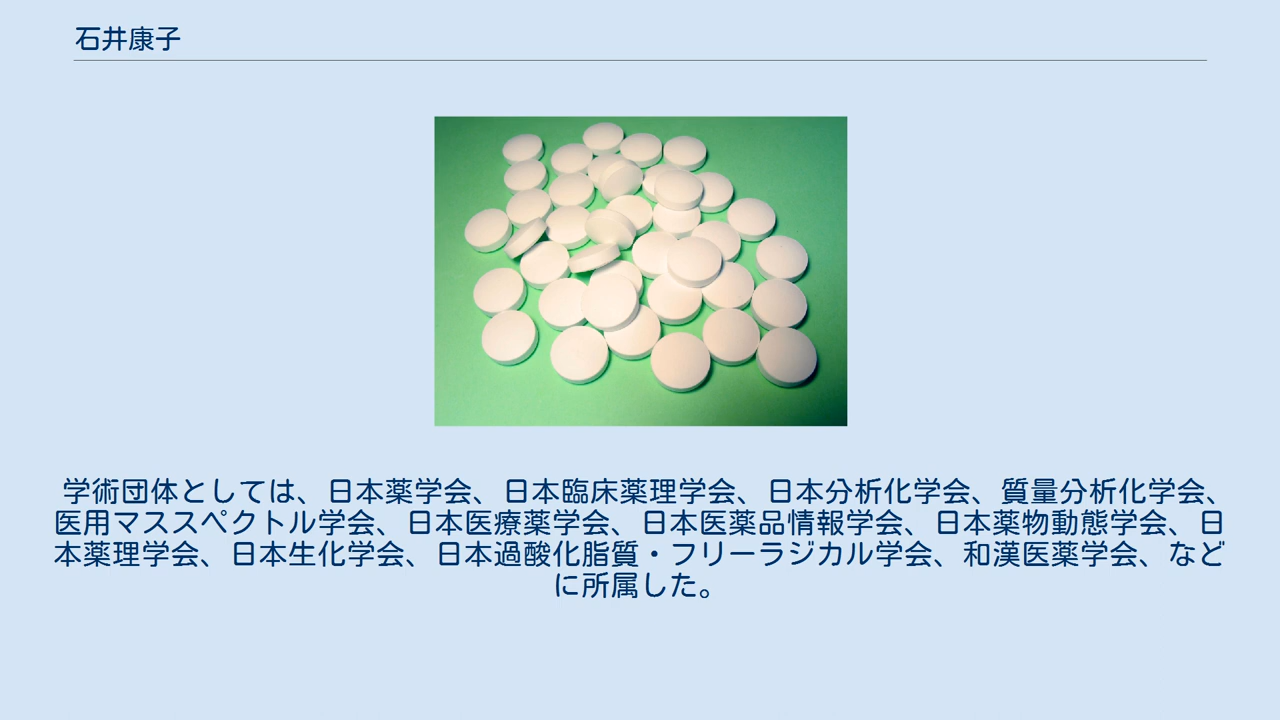 石井康子
学術団体としては、日本薬学会、日本臨床薬理学会、日本分析化学会、質量分析化学会、
医用マススペクトル学会、日本医療薬学会、日本医薬品情報学会、日本薬物動態学会、日
本薬理学会、日本生化学会、日本過酸化脂質・フリーラジカル学会、和漢医薬学会、など
に所属した。